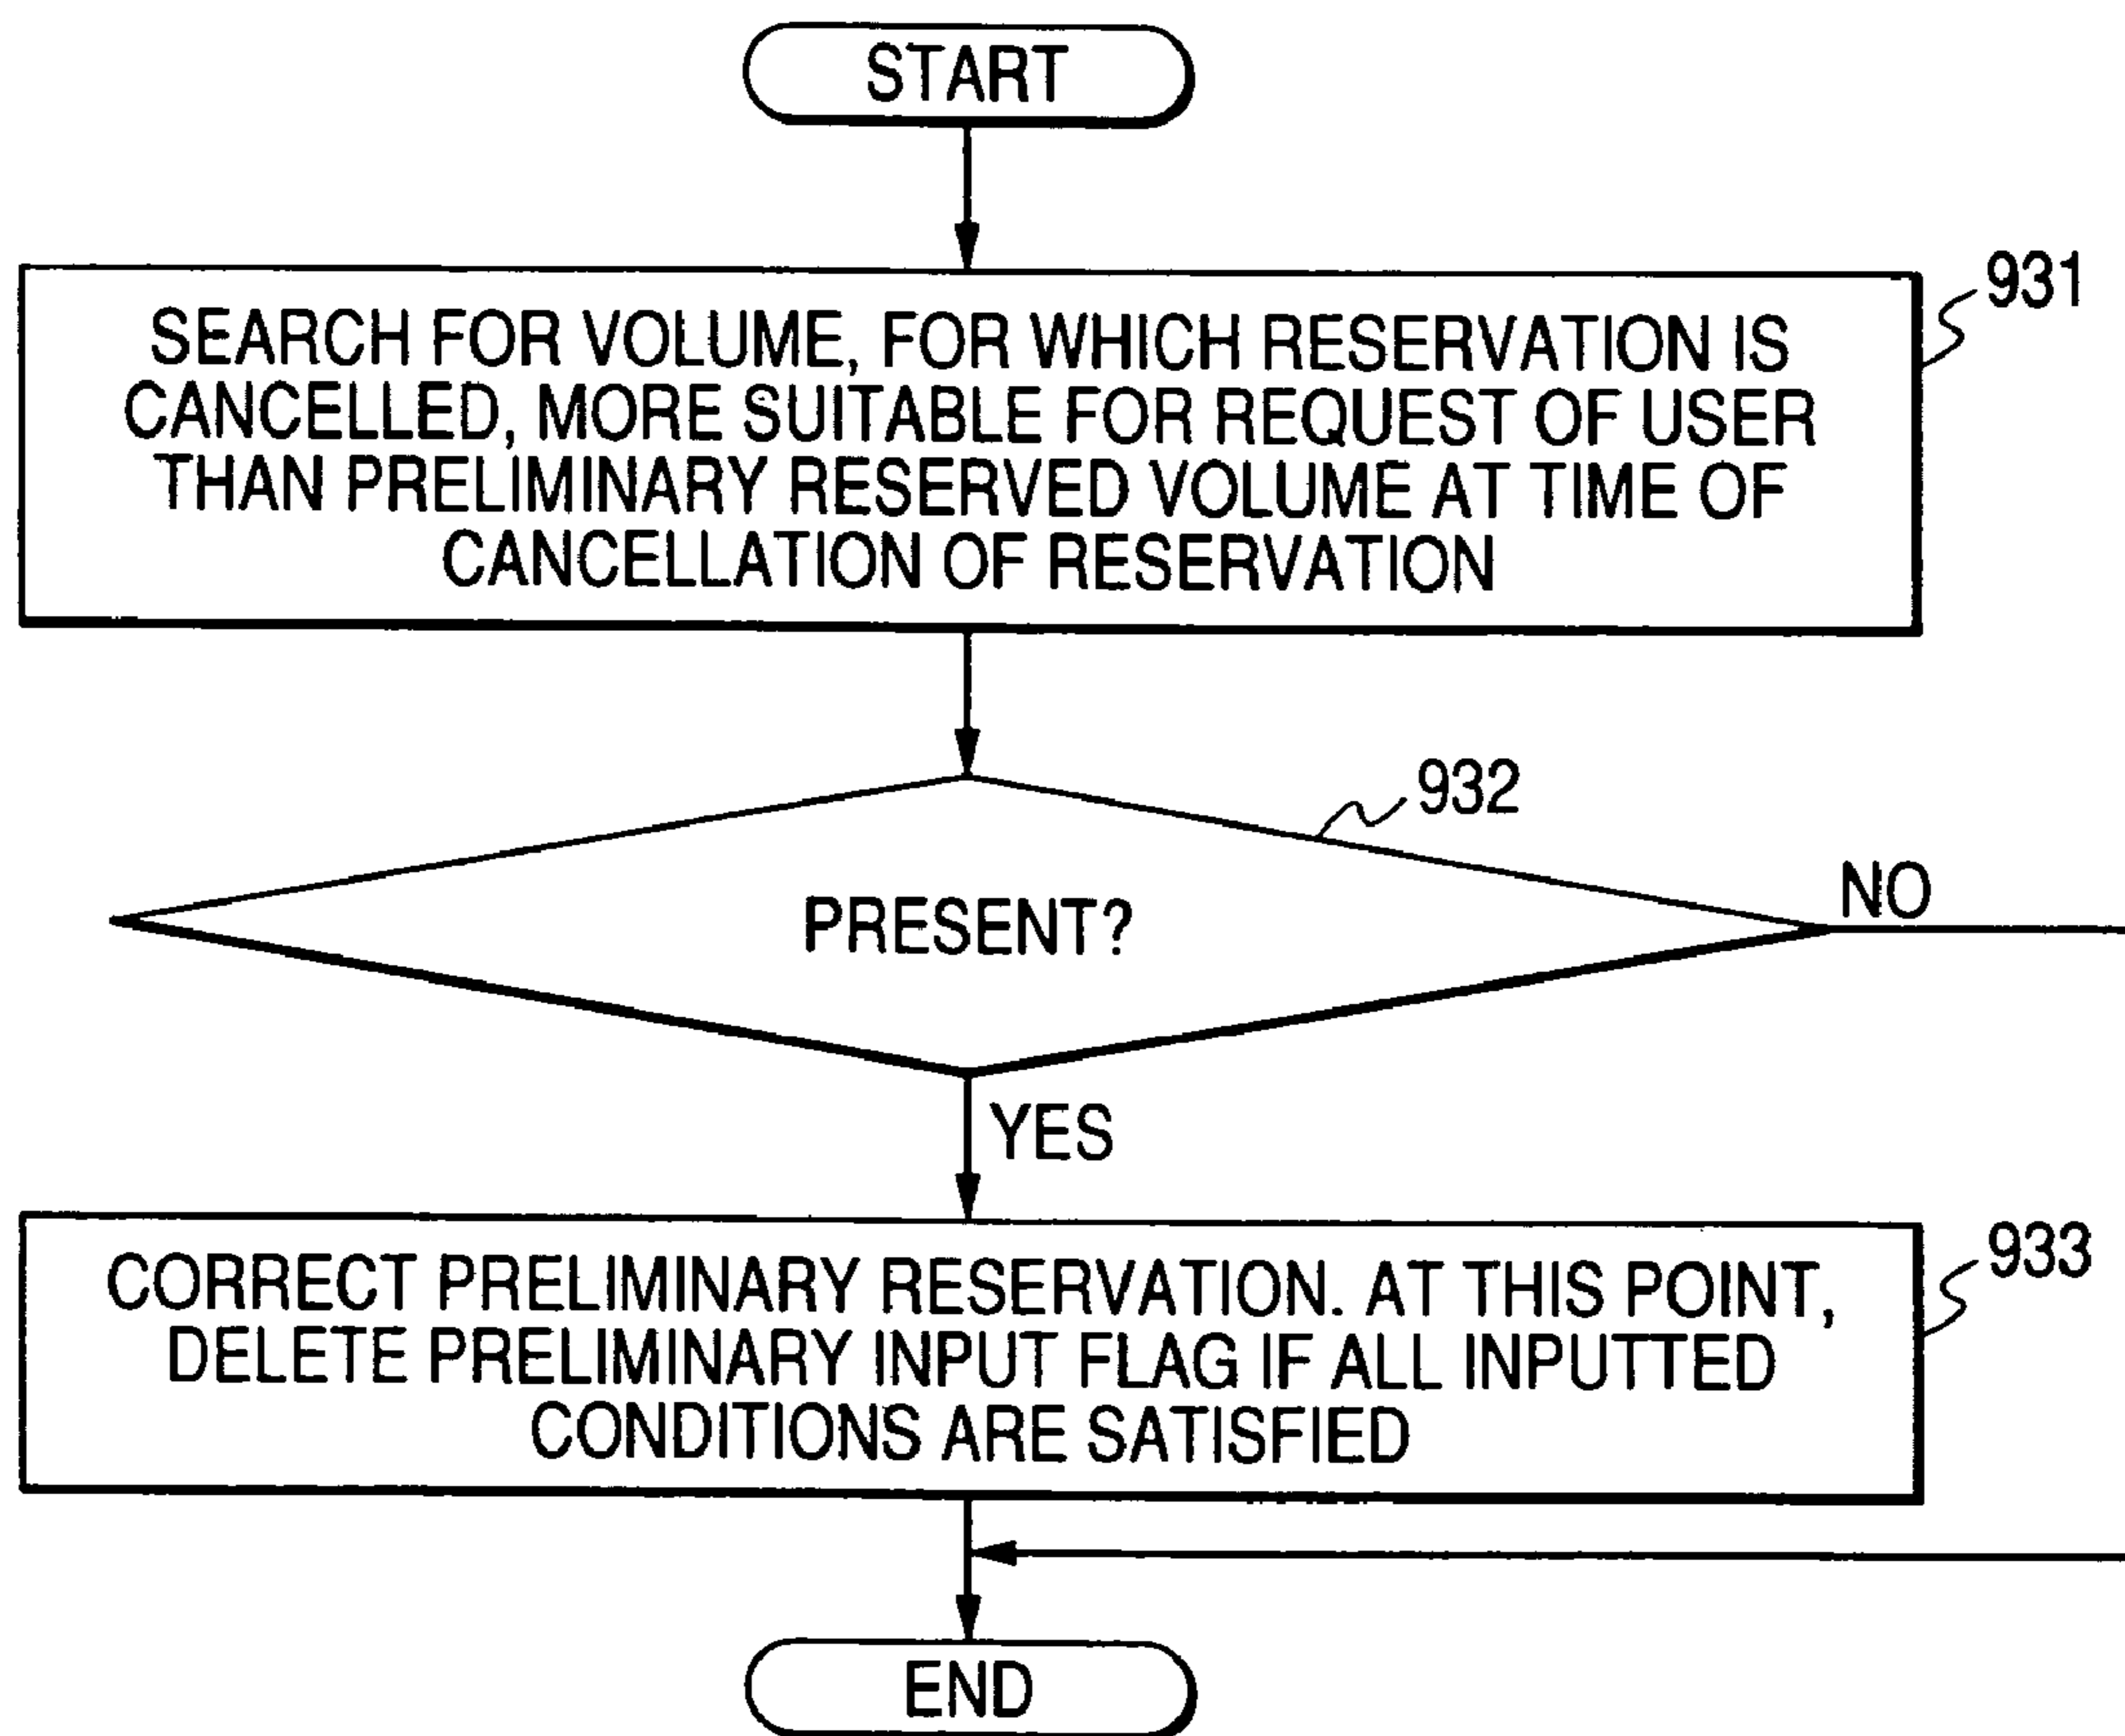 START
931
SEARCH FOR VOLUME, FOR WHICH RESERVATION IS
CANCELLED, MORE SUITABLE FOR REQUEST OF USER
THAN PRELIMINARY RESERVED VOLUME AT TIME OF
CANCELLATION OF RESERVATION
932
PRESENT?
NO
YES
933
CORRECT PRELIMINARY RESERVATION. AT THIS POINT,
DELETE PRELIMINARY INPUT FLAG IF ALL INPUTTED
CONDITIONS ARE SATISFIED
END